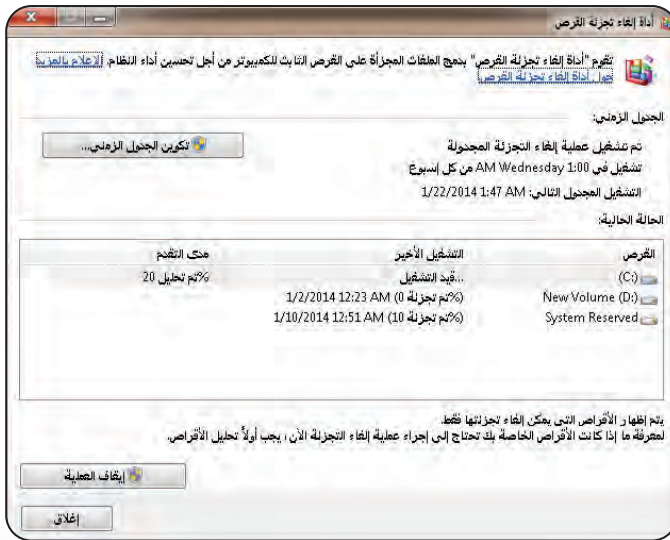 أداة إلغاء تجزئة القرص
تقوم "أداة إلغاء تجزئة القرص" بدمج الملفات المجزأة على القرص الثابت للكمبيوتر من أجل تحسين أداء النظام. الإعلام بالمزيد
حول أداة إلغاء تجزئة القرص.
الجدول الزمني:
تم تشغيل عملية إلغاء التجزئة المجدولة
تكوين الجدول الزمني...
تشغيل في 1:00 AM Wednesday من كل إسبوع
التشغيل المجدول التالي: 1/22/2014 1:47 AM
الحالة الحالية:
القرص التشغيل الأخير مدى التقدم
(C:) قيد التشغيل... %تم تحليل 20
New Volume (D:) 1/2/2014 12:23 AM (%تم تجزئة 0)
System Reserved 1/10/2014 12:51 AM (%تم تجزئة 10)
يتم إظهار الأقراص التي يمكن إلغاء تجزئتها فقط.
لمعرفة ما إذا كانت الأقراص الخاصة بك تحتاج إلى إجراء عملية إلغاء التجزئة الآن، يجب أولاً تحليل الأقراص.
إيقاف العملية
إغلاق